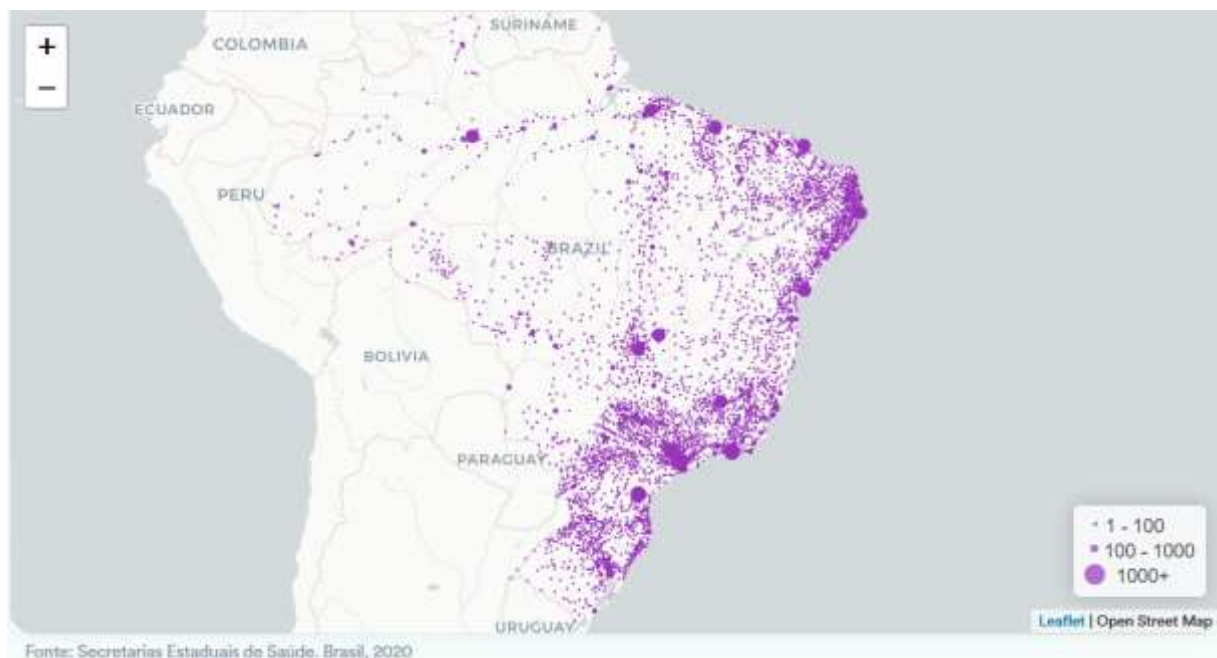 +
SURINAME
COLOMBIA
−
ECUADOR
PERU
BRAZIL
BOLIVIA
PARAGUAY
1 - 100
100 - 1000
1000+
Leaflet | Open Street Map
URUGUAY
Fonte: Secretarias Estaduais de Saúde. Brasil, 2020